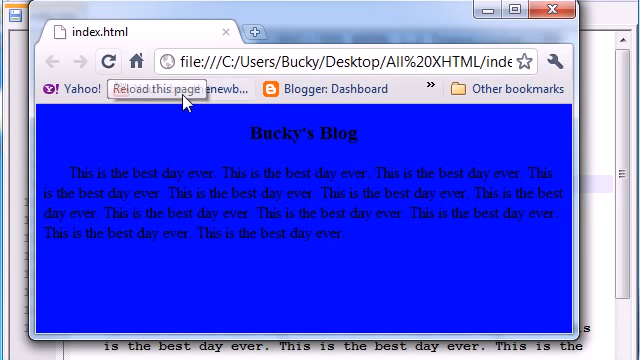 index.html
file:///C:/Users/Bucky/Desktop/All%20XHTML/inde
Yahoo! Reload this page enewb... Blogger: Dashboard » Other bookmarks
Bucky's Blog
This is the best day ever. This is the best day ever. This is the best day ever. This
is the best day ever. This is the best day ever. This is the best day ever. This is the best
day ever. This is the best day ever. This is the best day ever. This is the best day ever.
This is the best day ever. This is the best day ever.
is the best day ever. This is the best day ever. This is the